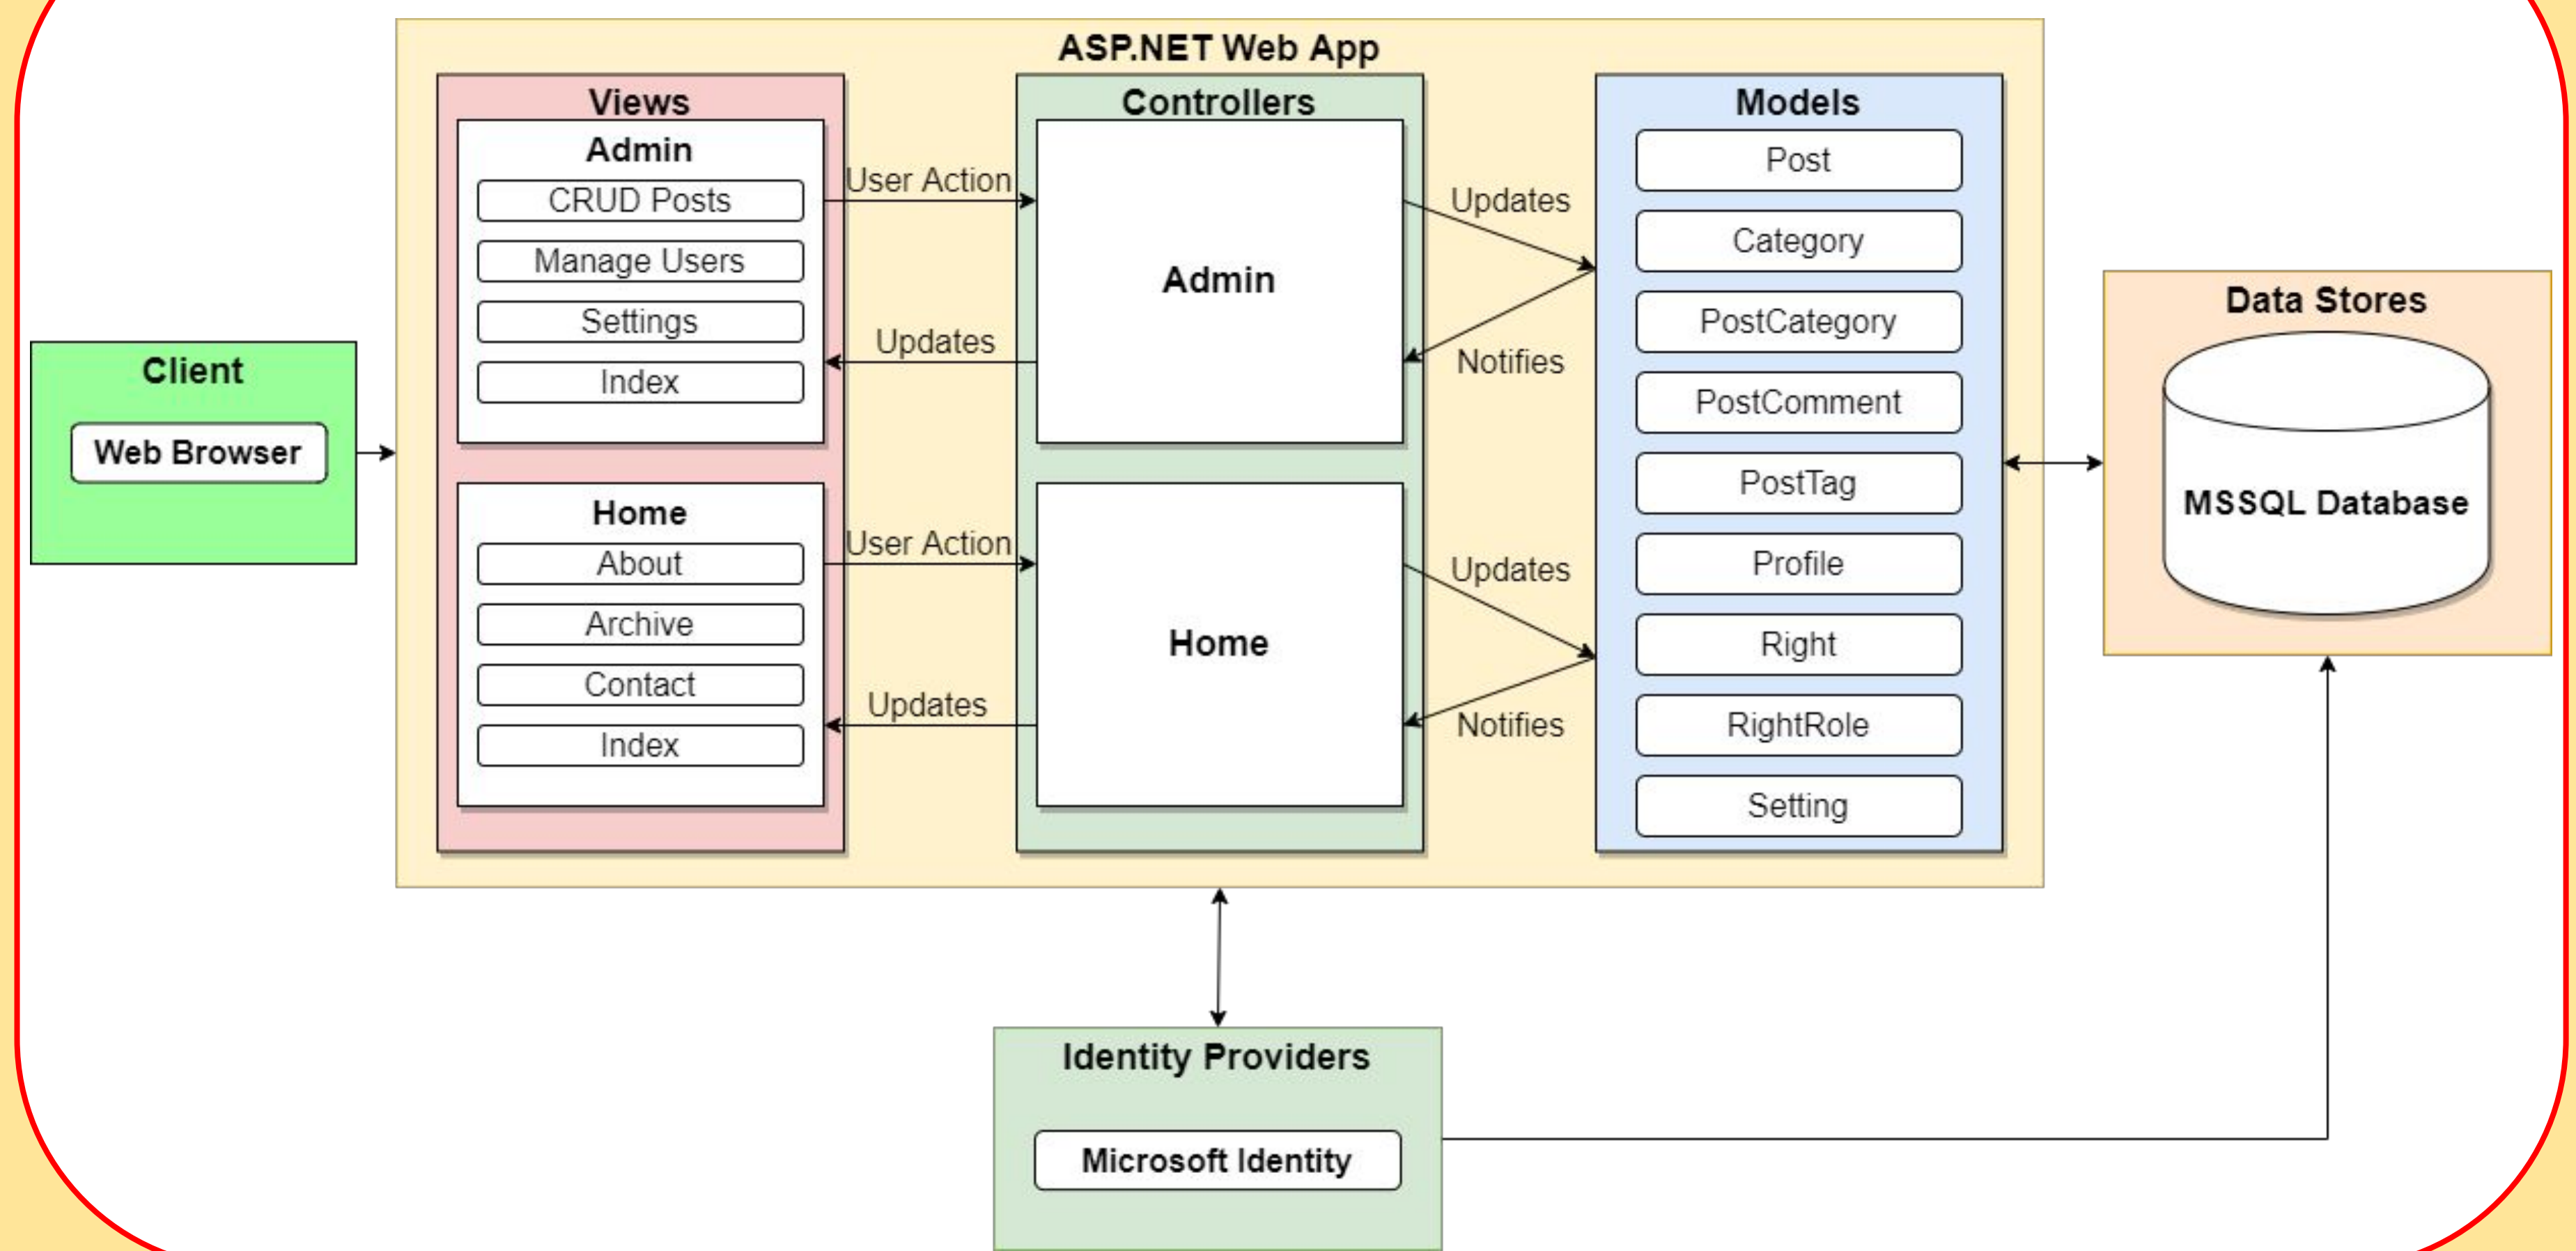 ASP.NET Web App
Views
Admin
CRUD Posts
Manage Users
Settings
Index
Home
About
Archive
Contact
Index
User Action
Updates
User Action
Updates
Controllers
Admin
Home
Updates
Notifies
Updates
Notifies
Models
Post
Category
PostCategory
PostComment
PostTag
Profile
Right
RightRole
Setting
Client
Web Browser
Data Stores
MSSQL Database
Identity Providers
Microsoft Identity